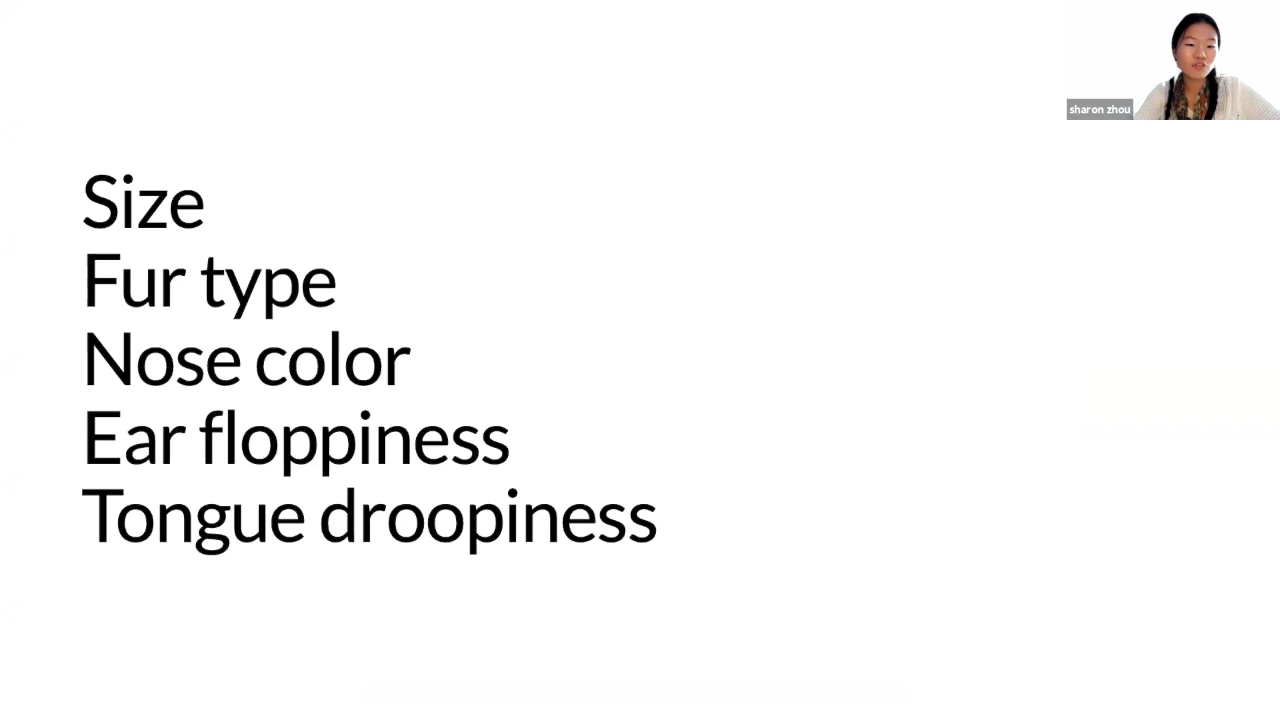 sharon zhou
Size
Fur type
Nose color
Ear floppiness
Tongue droopiness